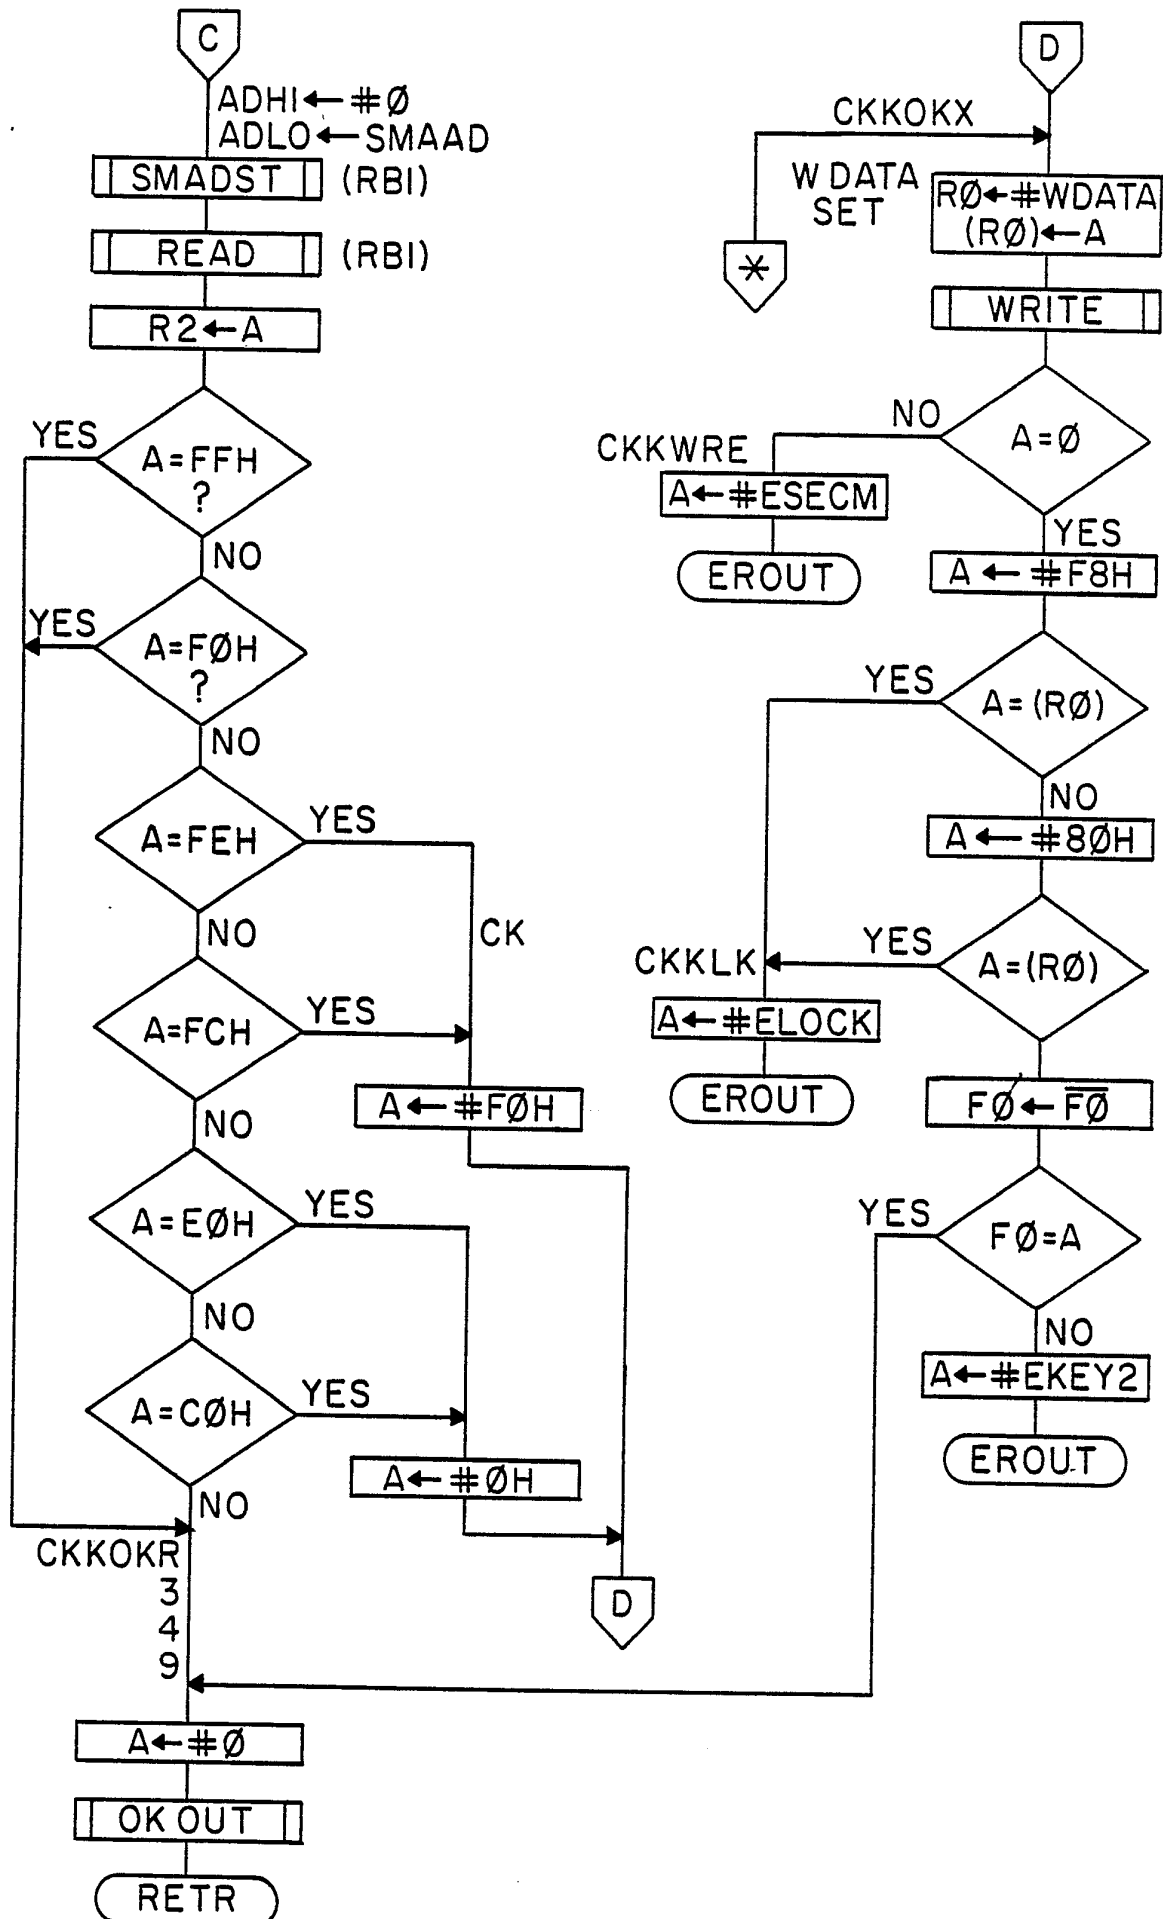 C
ADHI←#Ø
ADLO←SMAAD
SMADST (RBI)
READ (RBI)
R2←A
A=FFH
?
YES
NO
A=FØH
?
YES
NO
A=FEH
YES
NO
CK
A=FCH
YES
NO
A←#FØH
A=EØH
YES
NO
A=CØH
YES
NO
A←#ØH
D
CKKOKR
3
4
9
A←#Ø
OK OUT
RETR
D
CKKOKX
*
W DATA
SET
RØ←#WDATA
(RØ)←A
WRITE
A=Ø
NO
YES
CKKWRE
A←#ESECM
EROUT
A←#F8H
A=(RØ)
YES
NO
A←#8ØH
A=(RØ)
YES
CKKLK
A←#ELOCK
EROUT
FØ←F̅Ø̅
FØ=A
YES
NO
A←#EKEY2
EROUT